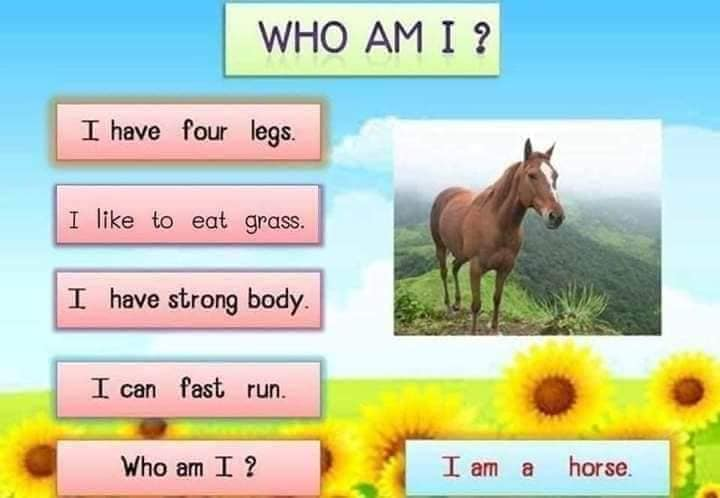 WHO AM I ?
I have four legs.
I like to eat grass.
I have strong body.
I can fast run.
Who am I ?
I am a horse.